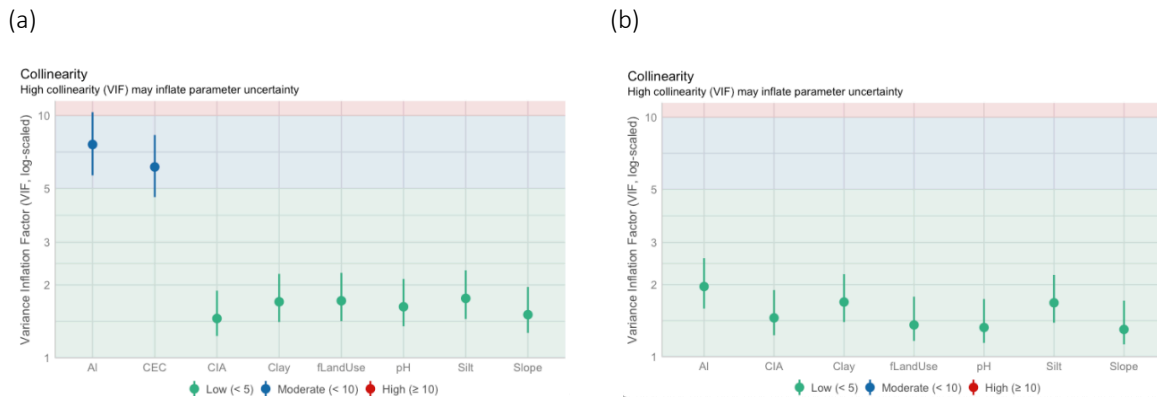 (a)
Collinearity
High collinearity (VIF) may inflate parameter uncertainty
Variance Inflation Factor (VIF, log-scaled)
10
5
3
2
1
Al CEC CIA Clay fLandUse pH Silt Slope
Low (< 5) Moderate (< 10) High (≥ 10)
(b)
Collinearity
High collinearity (VIF) may inflate parameter uncertainty
Variance Inflation Factor (VIF, log-scaled)
10
5
3
2
1
Al CIA Clay fLandUse pH Silt Slope
Low (< 5) Moderate (< 10) High (≥ 10)